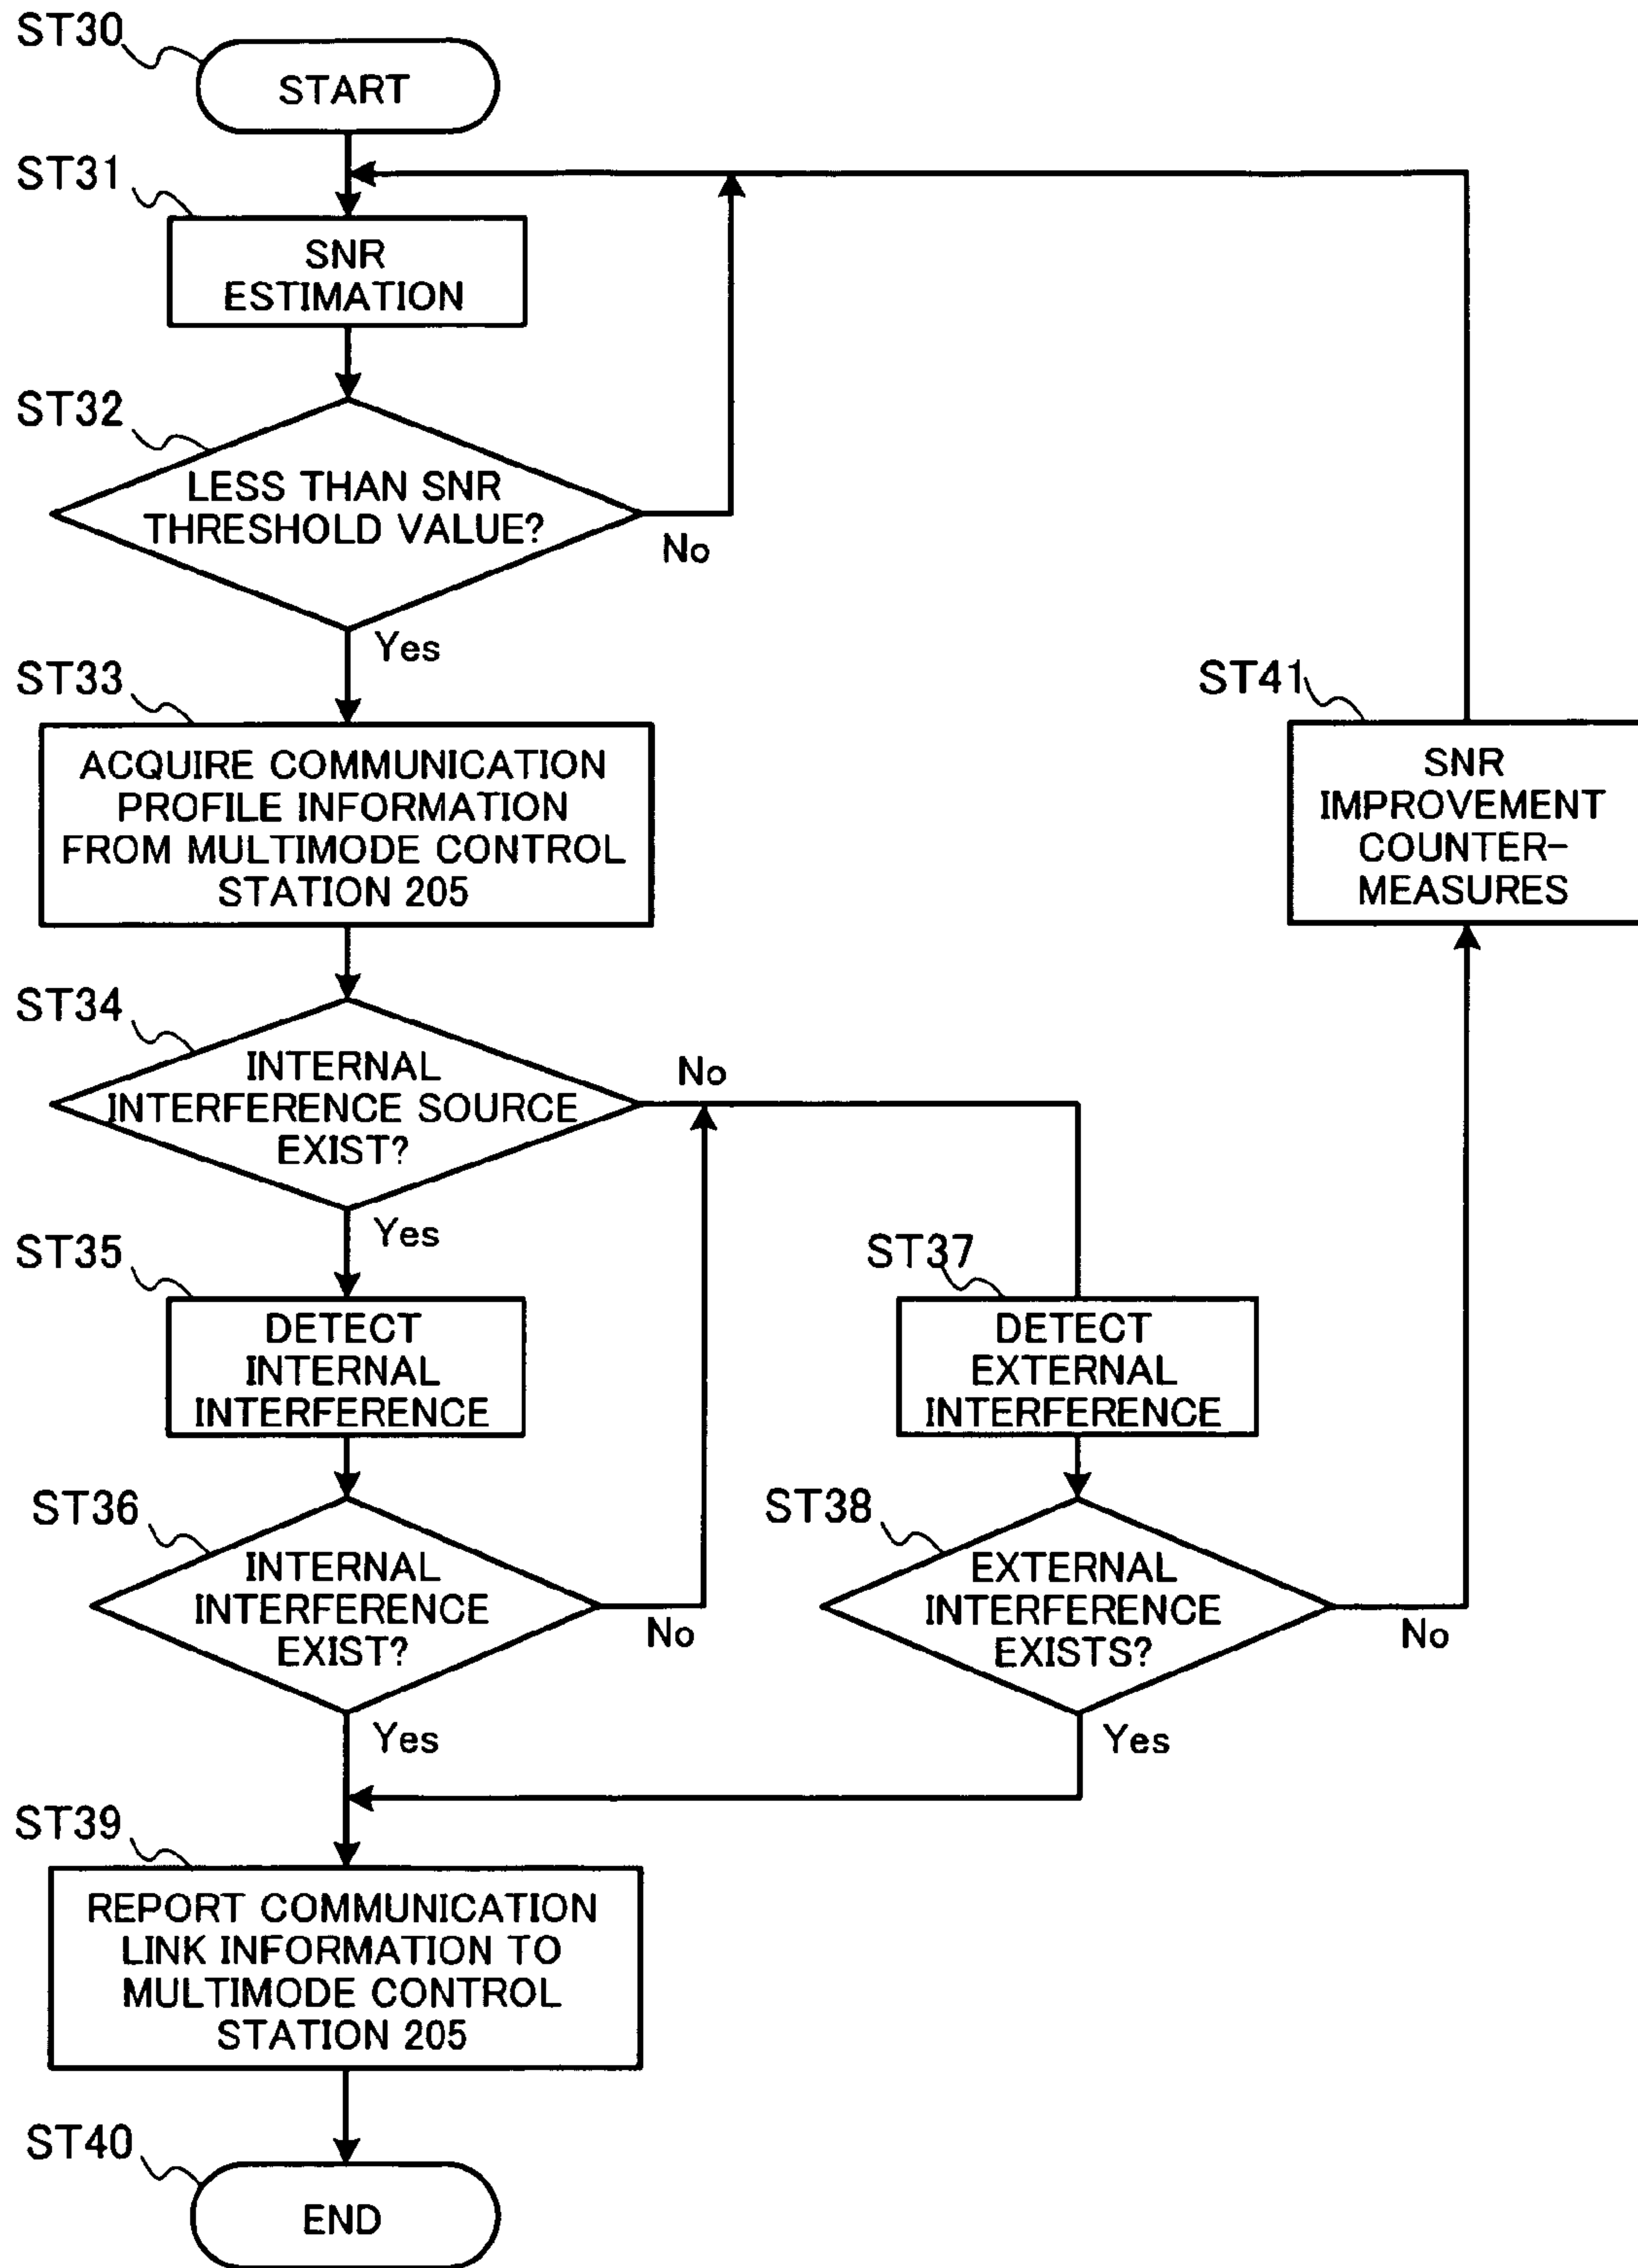 ST30
START
ST31
SNR
ESTIMATION
ST32
LESS THAN SNR
THRESHOLD VALUE?
No
Yes
ST33
ACQUIRE COMMUNICATION
PROFILE INFORMATION
FROM MULTIMODE CONTROL
STATION 205
ST41
SNR
IMPROVEMENT
COUNTER-
MEASURES
ST34
INTERNAL
INTERFERENCE SOURCE
EXIST?
No
Yes
ST35
DETECT
INTERNAL
INTERFERENCE
ST37
DETECT
EXTERNAL
INTERFERENCE
ST36
INTERNAL
INTERFERENCE
EXIST?
No
Yes
ST38
EXTERNAL
INTERFERENCE
EXISTS?
No
Yes
ST39
REPORT COMMUNICATION
LINK INFORMATION TO
MULTIMODE CONTROL
STATION 205
ST40
END